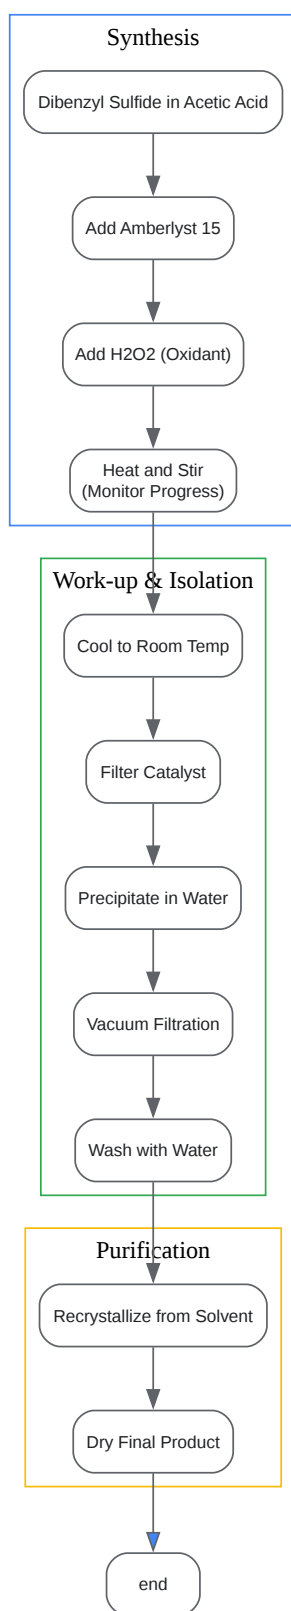 Synthesis
Dibenzyl Sulfide in Acetic Acid
Add Amberlyst 15
Add H2O2 (Oxidant)
Heat and Stir
(Monitor Progress)
Work-up & Isolation
Cool to Room Temp
Filter Catalyst
Precipitate in Water
Vacuum Filtration
Wash with Water
Purification
Recrystallize from Solvent
Dry Final Product
end